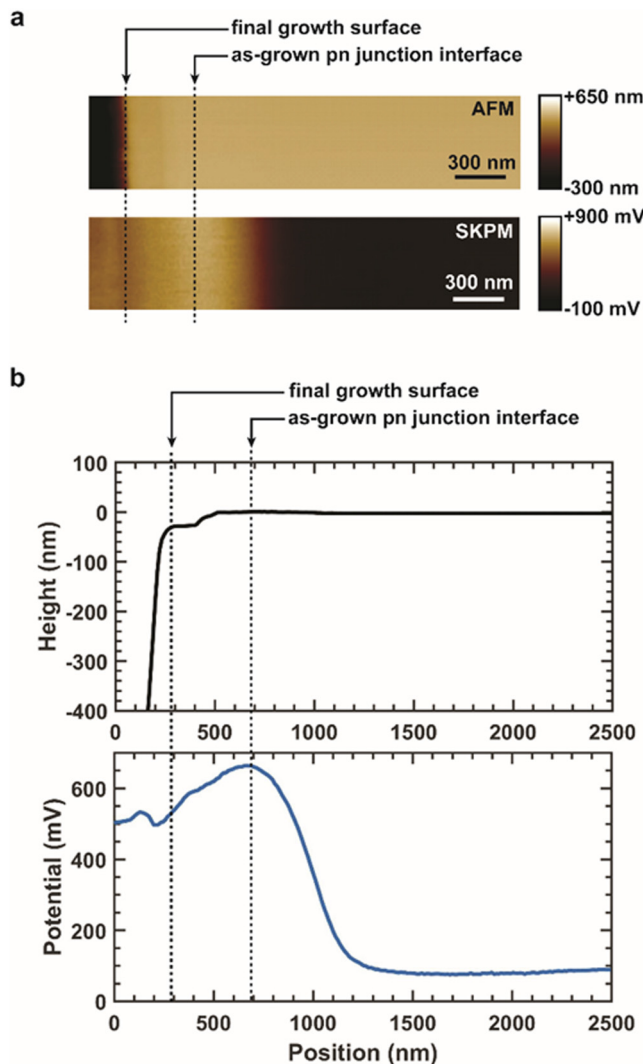 a
final growth surface
as-grown pn junction interface
AFM
300 nm
+650 nm
-300 nm
SKPM
300 nm
+900 mV
-100 mV
b
final growth surface
as-grown pn junction interface
Height (nm)
100
0
-100
-200
-300
-400
0 500 1000 1500 2000 2500
Potential (mV)
600
400
200
0
0 500 1000 1500 2000 2500
Position (nm)